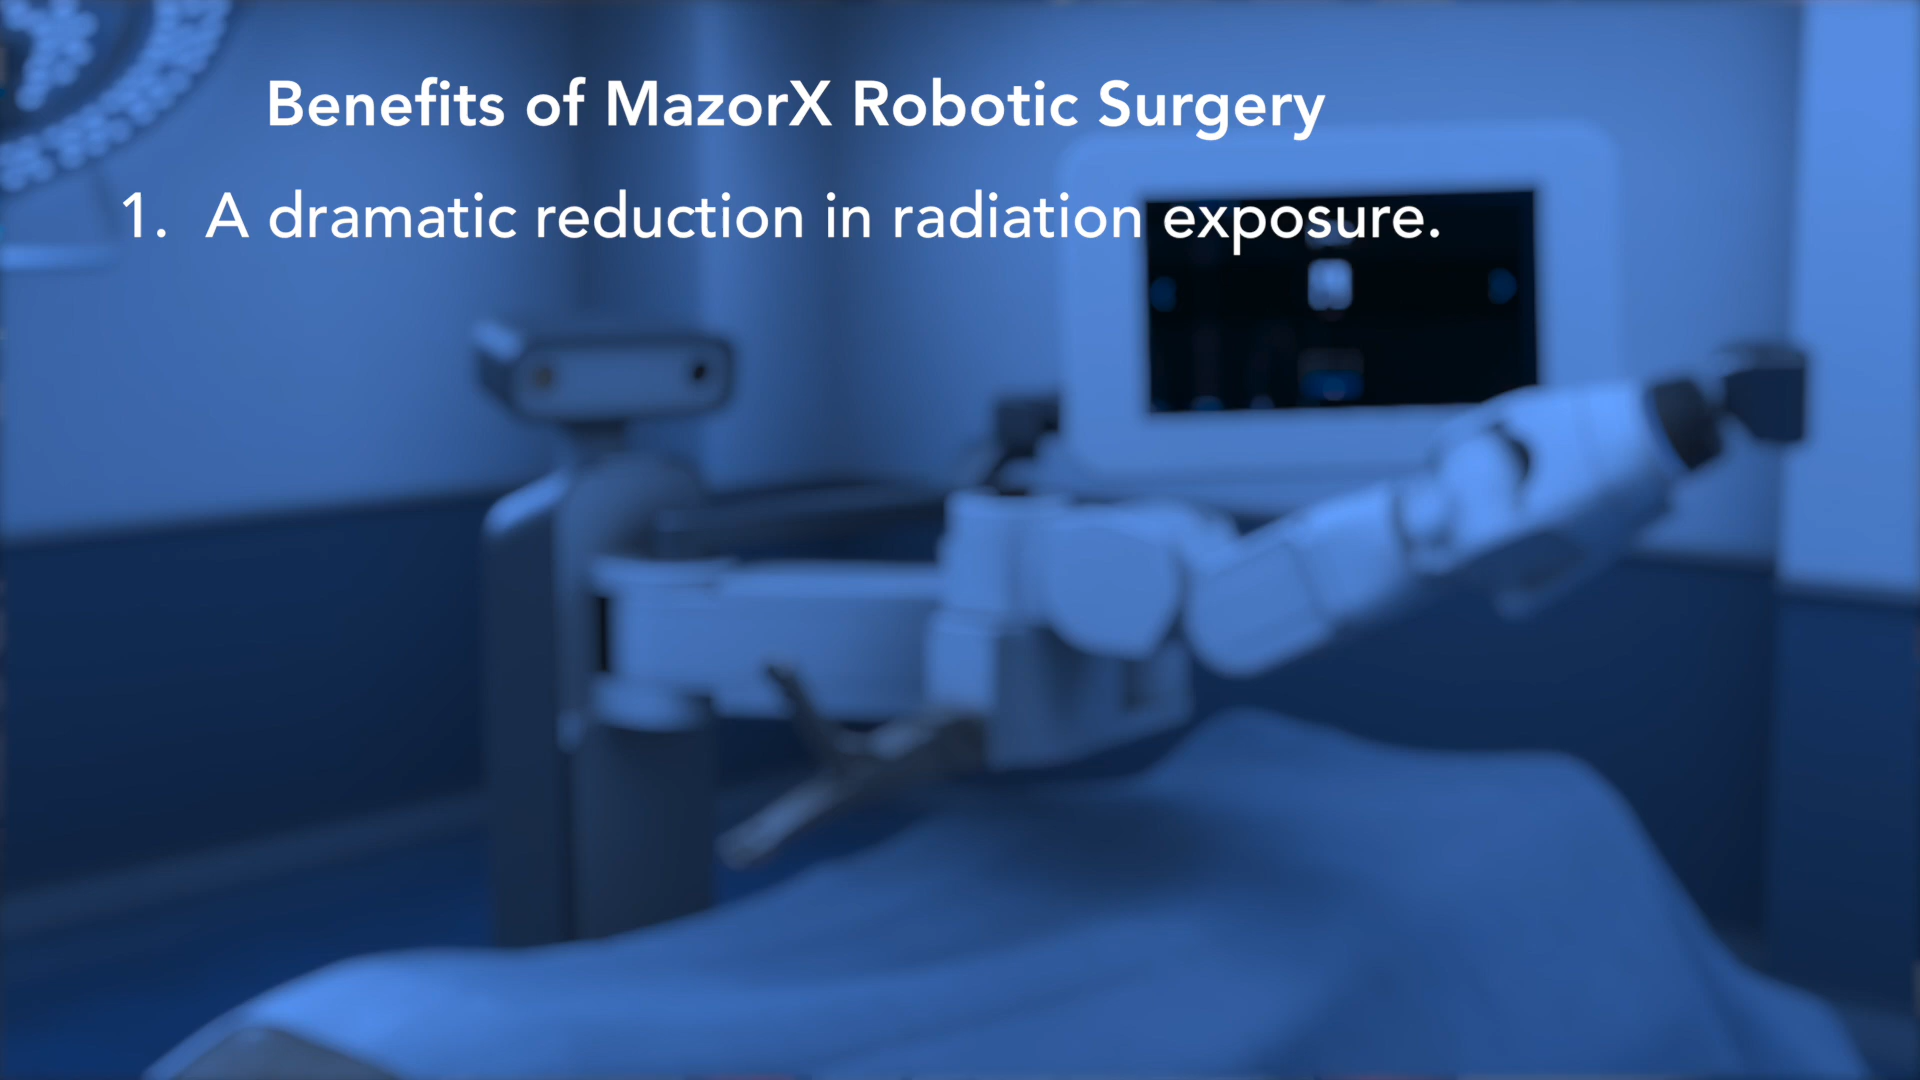 Benefits of MazorX Robotic Surgery
1. A dramatic reduction in radiation exposure.